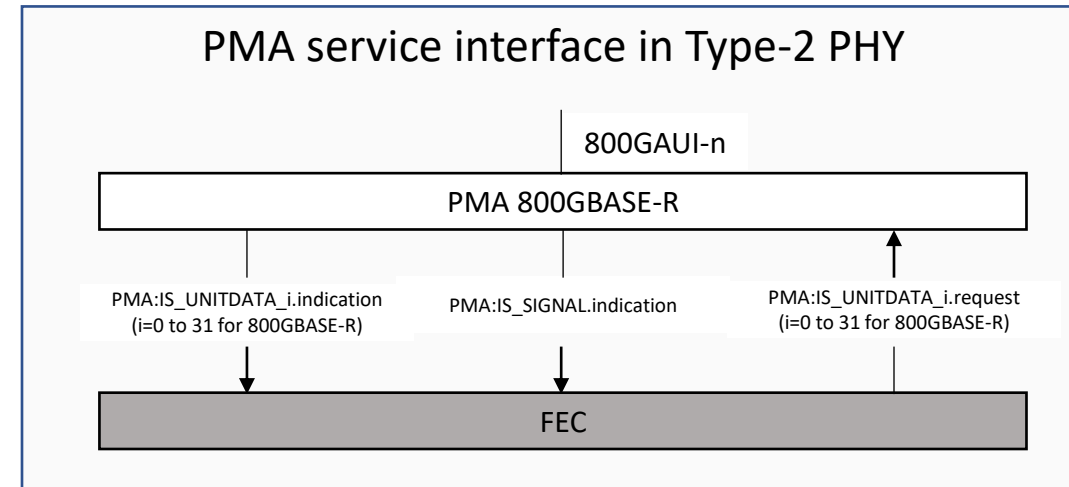 PMA service interface in Type-2 PHY
800GAUI-n
PMA 800GBASE-R
PMA:IS_UNITDATA_i.indication
(i=0 to 31 for 800GBASE-R)
PMA:IS_SIGNAL.indication
PMA:IS_UNITDATA_i.request
(i=0 to 31 for 800GBASE-R)
FEC